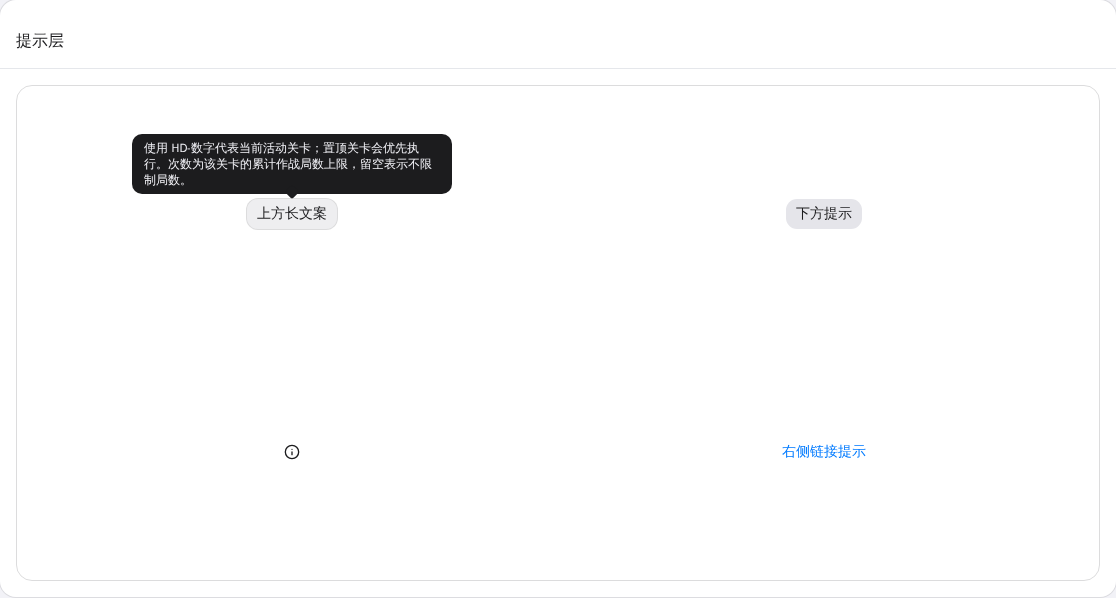 提示层
使用 HD-数字代表当前活动关卡；置顶关卡会优先执
行。次数为该关卡的累计作战局数上限，留空表示不限
制局数。
上方长文案
下方提示
右侧链接提示